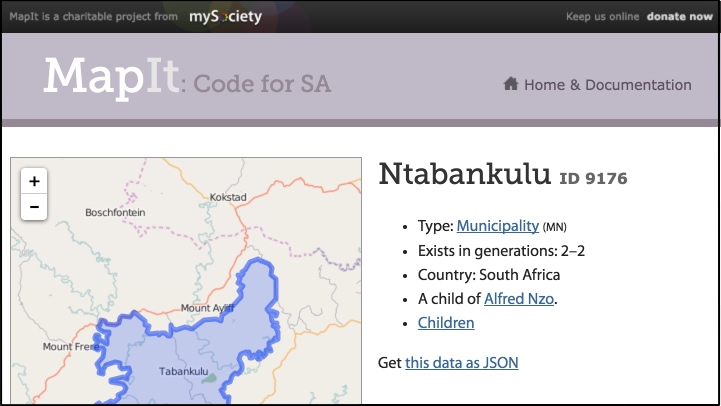 MapIt is a charitable project from mySociety Keep us online donate now
MapIt: Code for SA
Home & Documentation
+
−
Kokstad
Boschfontein
Mount Ayliff
Mount Frere
Tabankulu
Ntabankulu ID 9176
• Type: Municipality (MN)
• Exists in generations: 2–2
• Country: South Africa
• A child of Alfred Nzo.
• Children
Get this data as JSON